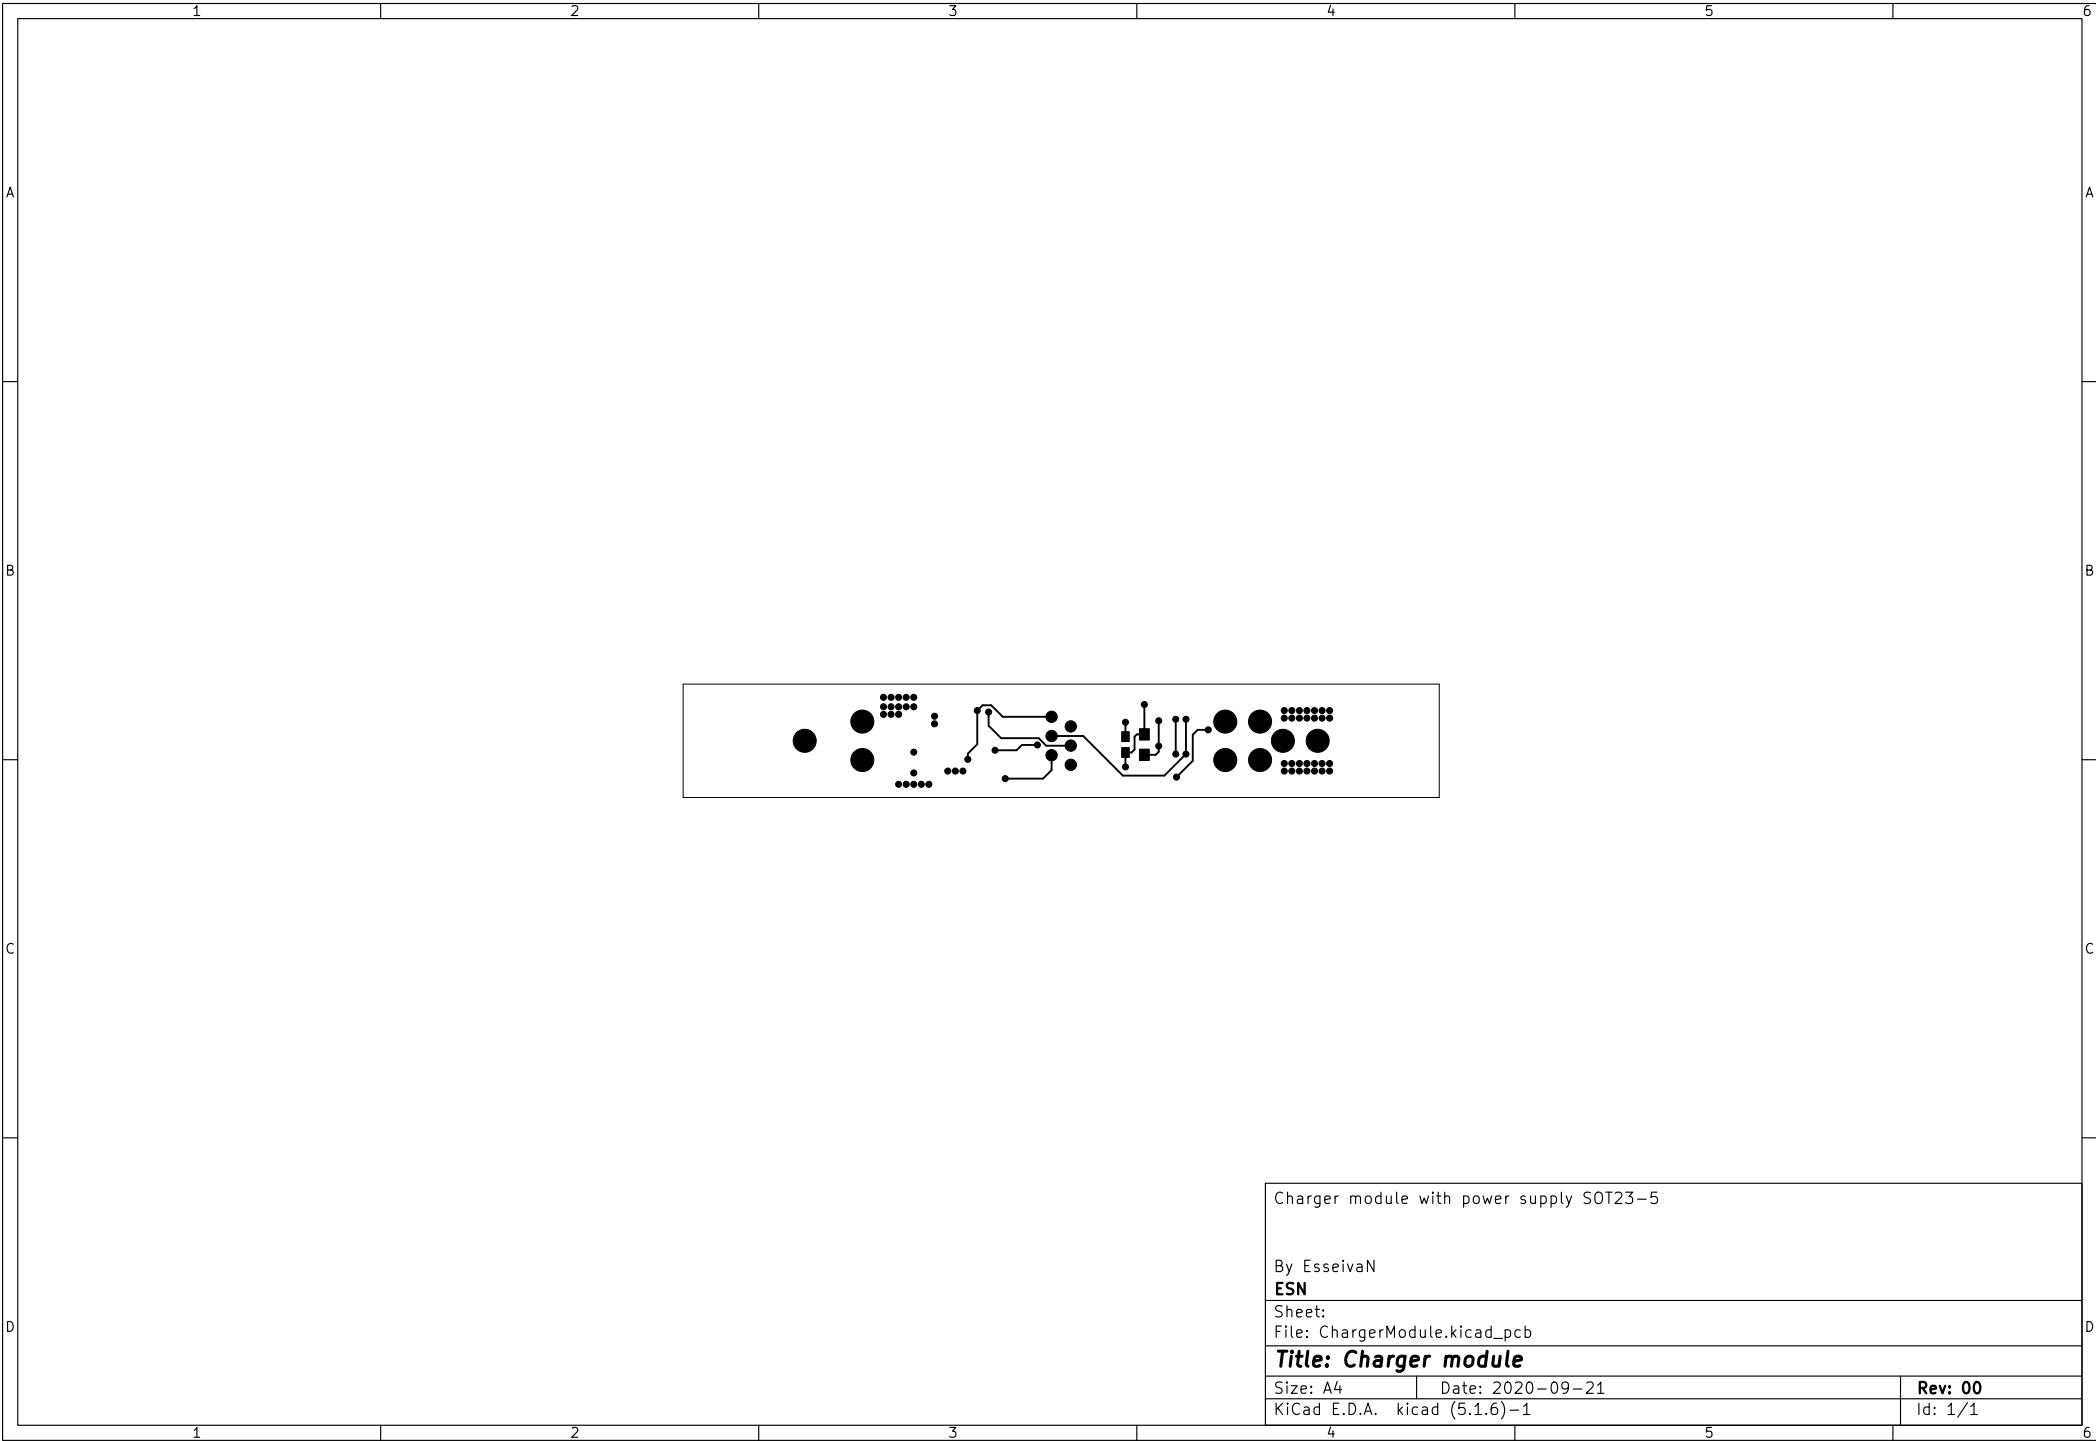 1 2 3 4 5 6
A A
B B
C C
Charger module with power supply SOT23-5
By EsseivaN
ESN
Sheet:
D D
File: ChargerModule.kicad_pcb
Title: Charger module
Size: A4 Date: 2020-09-21 Rev: 00
KiCad E.D.A. kicad (5.1.6)-1 Id: 1/1
1 2 3 4 5 6